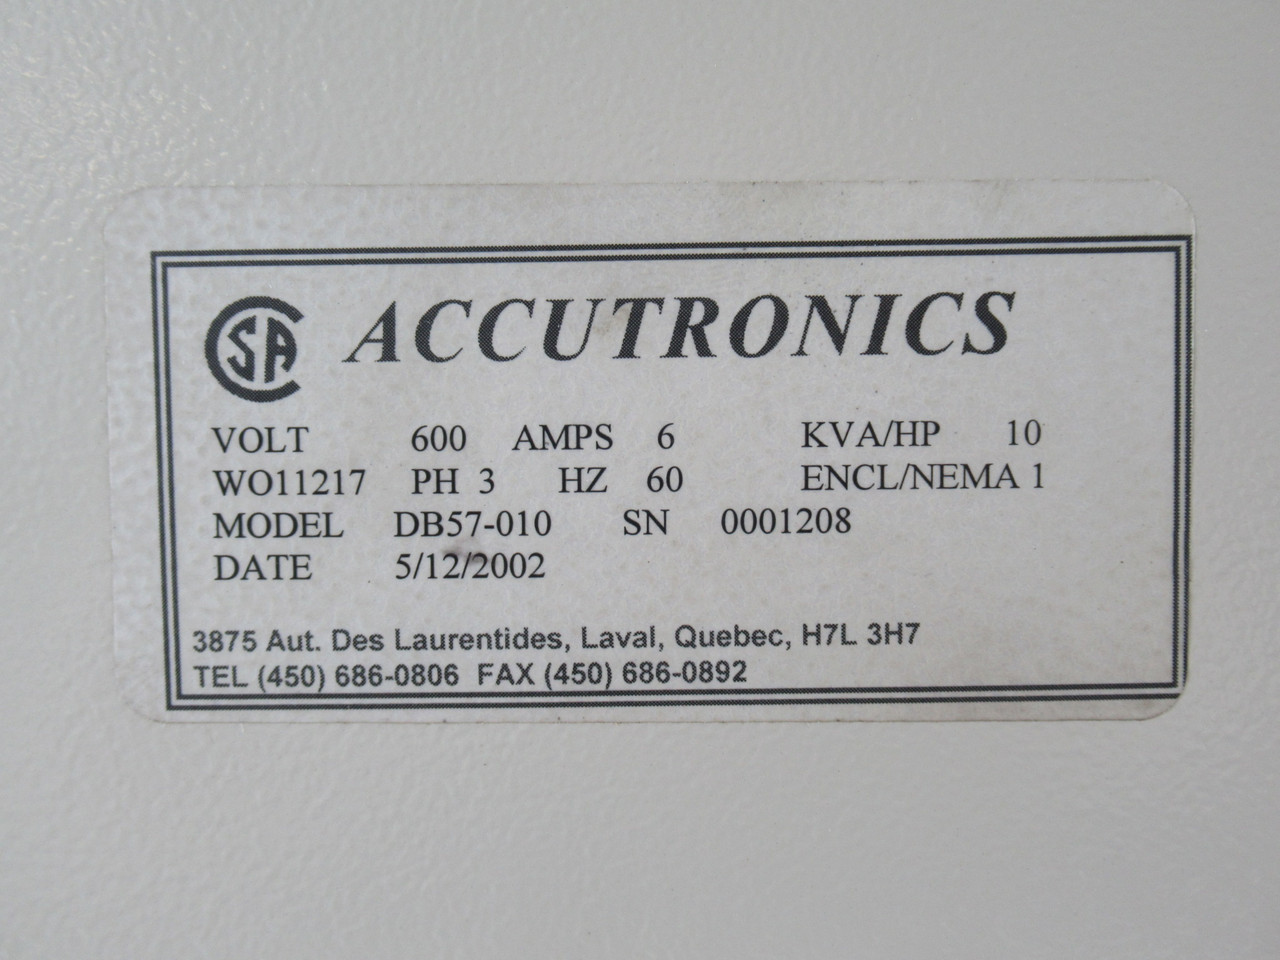 CSA ACCUTRONICS
VOLT 600 AMPS 6 KVA/HP 10
WO11217 PH 3 HZ 60 ENCL/NEMA 1
MODEL DB57-010 SN 0001208
DATE 5/12/2002
3875 Aut. Des Laurentides, Laval, Quebec, H7L 3H7
TEL (450) 686-0806 FAX (450) 686-0892